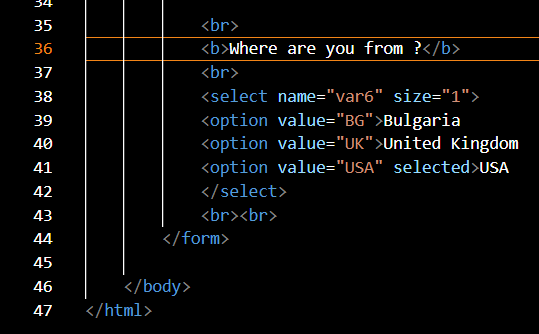 34
35 <br>
36 <b>Where are you from ?</b>
37 <br>
38 <select name="var6" size="1">
39 <option value="BG">Bulgaria
40 <option value="UK">United Kingdom
41 <option value="USA" selected>USA
42 </select>
43 <br><br>
44 </form>
45
46 </body>
47 </html>